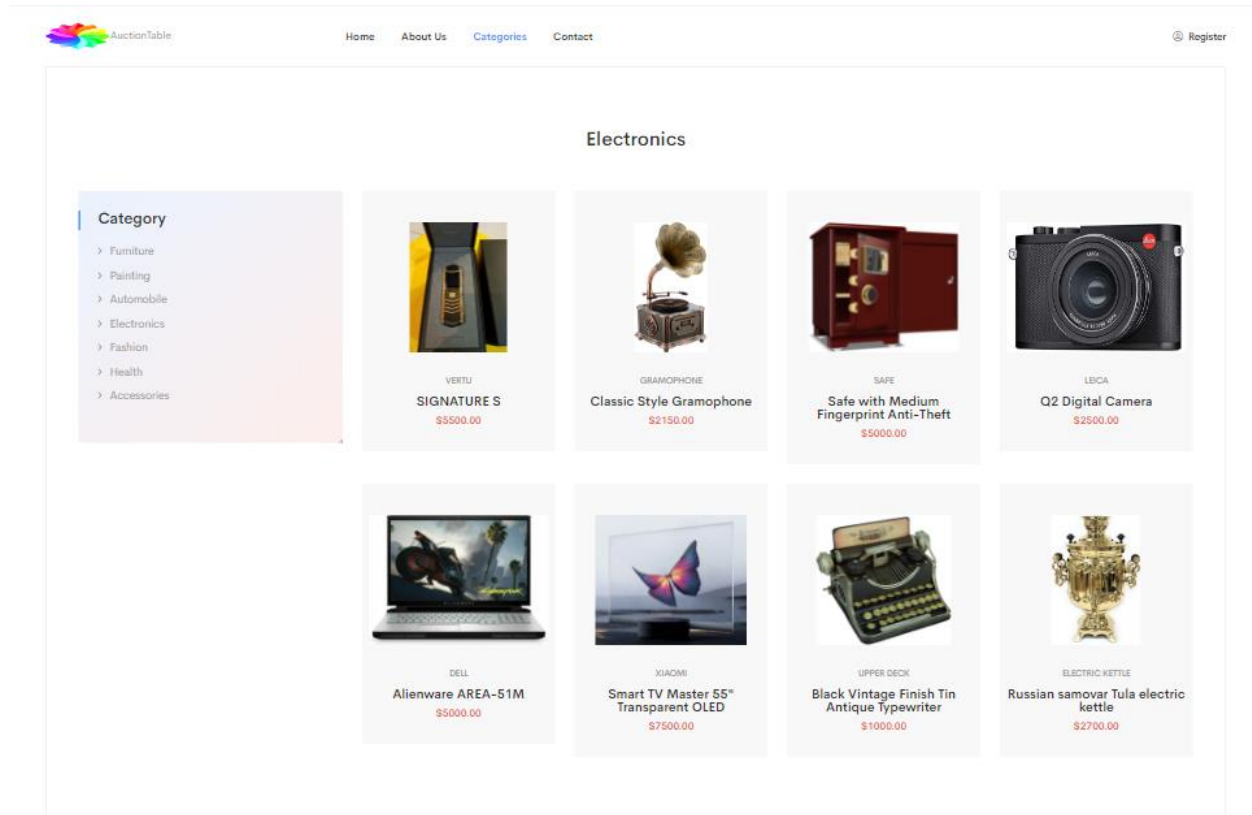 AuctionTable
Home About Us Categories Contact
Register
Electronics
Category
> Furniture
> Painting
> Automobile
> Electronics
> Fashion
> Health
> Accessories
VERTU
SIGNATURE S
$5500.00
GRAMOPHONE
Classic Style Gramophone
$2150.00
SAFE
Safe with Medium
Fingerprint Anti-Theft
$5000.00
LEICA
Q2 Digital Camera
$2500.00
DELL
Alienware AREA-51M
$5000.00
XIAOMI
Smart TV Master 55"
Transparent OLED
$7500.00
UPPER DECK
Black Vintage Finish Tin
Antique Typewriter
$1000.00
ELECTRIC KETTLE
Russian samovar Tula electric
kettle
$2700.00